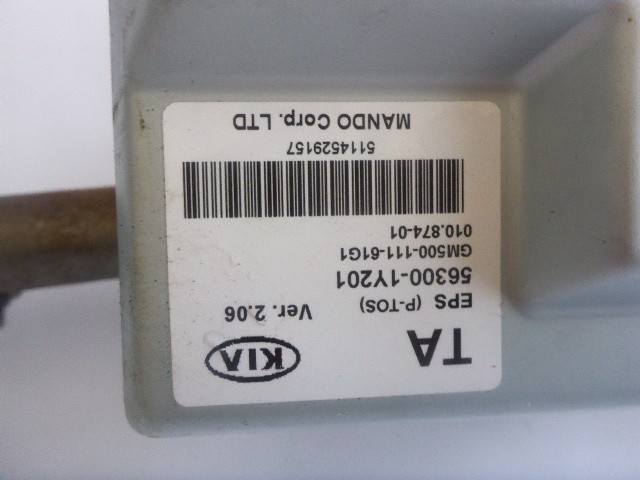 TA KIA
EPS (P-TOS) Ver. 2.06
56300-1Y201
GM500-111-61G1
010.874-01
5114529157
MANDO Corp. LTD